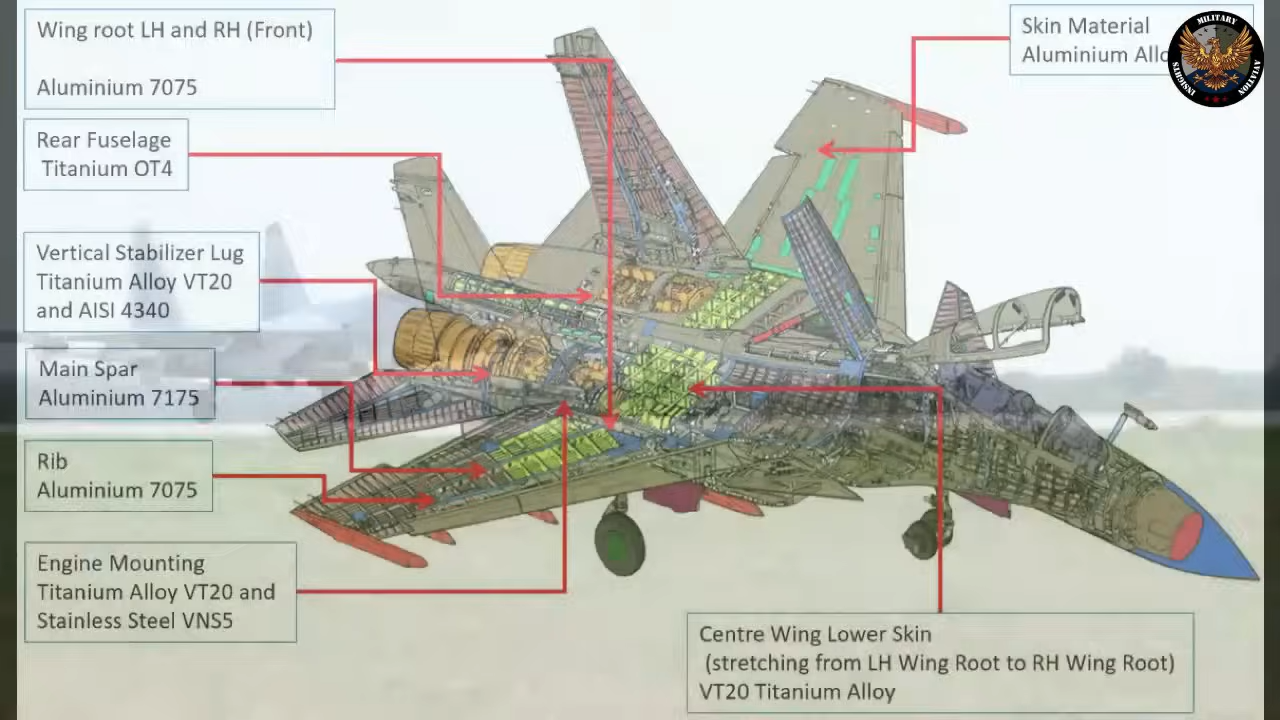 Wing root LH and RH (Front)
Aluminium 7075
Rear Fuselage
Titanium OT4
Vertical Stabilizer Lug
Titanium Alloy VT20
and AISI 4340
Main Spar
Aluminium 7175
Rib
Aluminium 7075
Engine Mounting
Titanium Alloy VT20 and
Stainless Steel VNS5
Skin Material
Aluminium
MILITARY
AVIATION
INSIGHTS
Centre Wing Lower Skin
(stretching from LH Wing Root to RH Wing Root)
VT20 Titanium Alloy